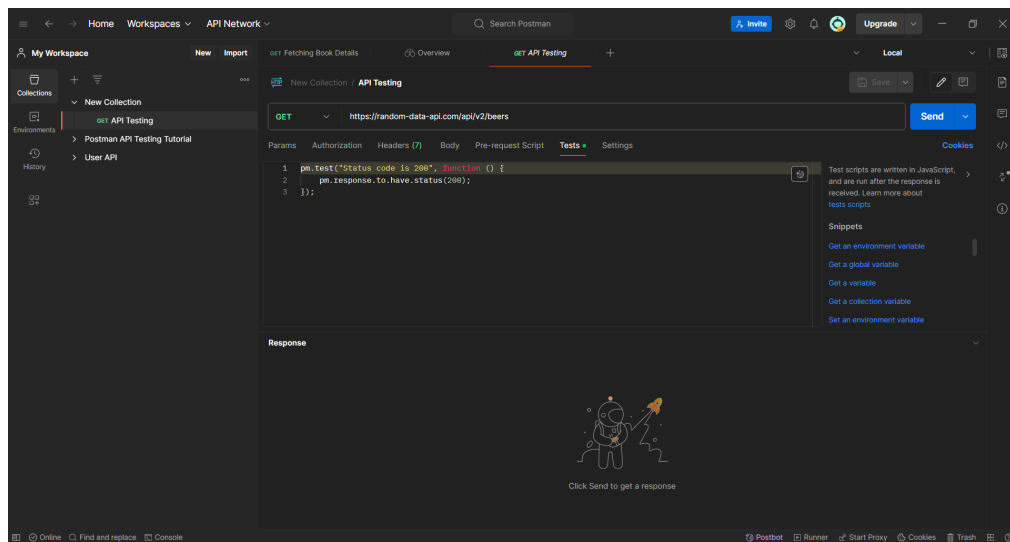 Home Workspaces API Network Search Postman Invite Upgrade
My Workspace New Import GET Fetching Book Details Overview GET API Testing Local
Collections
Environments
History
New Collection
GET API Testing
Postman API Testing Tutorial
User API
HTTP New Collection / API Testing Save
GET https://random-data-api.com/api/v2/beers Send
Params Authorization Headers (7) Body Pre-request Script Tests Settings Cookies
1 pm.test("Status code is 200", function () {
2 pm.response.to.have.status(200);
3 });
Test scripts are written in JavaScript,
and are run after the response is
received. Learn more about
tests scripts
Snippets
Get an environment variable
Get a global variable
Get a variable
Get a collection variable
Set an environment variable
Response
Click Send to get a response
Online Find and replace Console Postbot Runner Start Proxy Cookies Trash